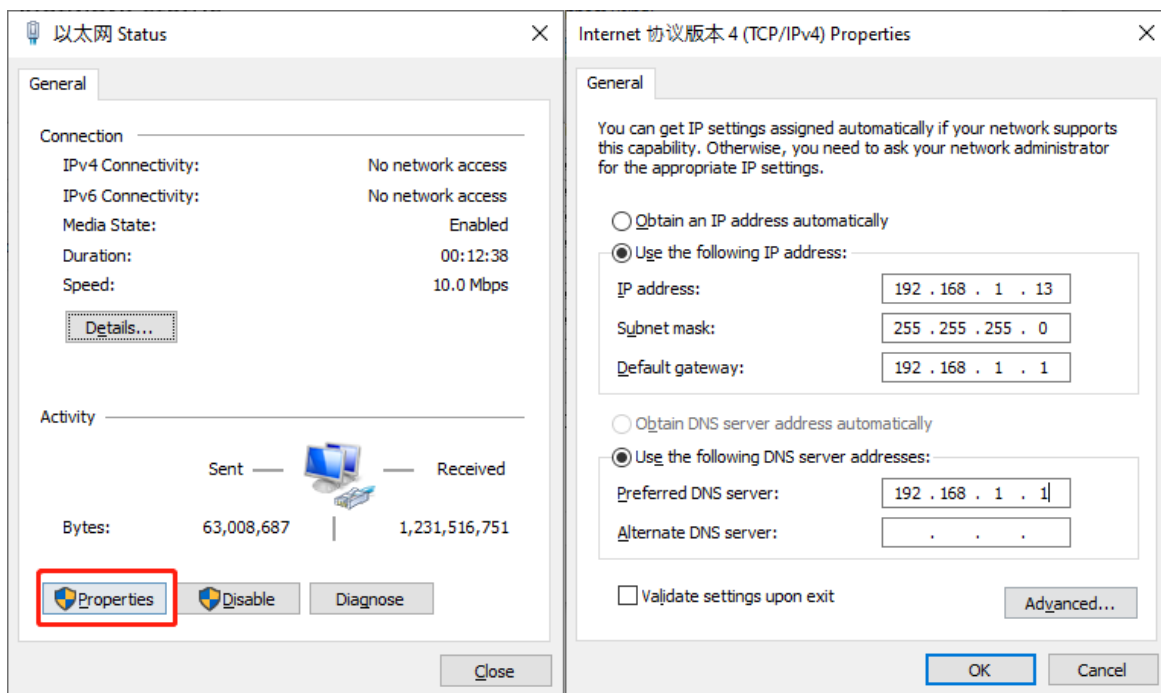 以太网 Status
General
Connection
IPv4 Connectivity: No network access
IPv6 Connectivity: No network access
Media State: Enabled
Duration: 00:12:38
Speed: 10.0 Mbps
Details...
Activity
Sent Received
Bytes: 63,008,687 1,231,516,751
Properties Disable Diagnose
Close
Internet 协议版本 4 (TCP/IPv4) Properties
General
You can get IP settings assigned automatically if your network supports
this capability. Otherwise, you need to ask your network administrator
for the appropriate IP settings.
Obtain an IP address automatically
Use the following IP address:
IP address: 192 . 168 . 1 . 13
Subnet mask: 255 . 255 . 255 . 0
Default gateway: 192 . 168 . 1 . 1
Obtain DNS server address automatically
Use the following DNS server addresses:
Preferred DNS server: 192 . 168 . 1 . 1
Alternate DNS server: . . .
Validate settings upon exit
Advanced...
OK Cancel